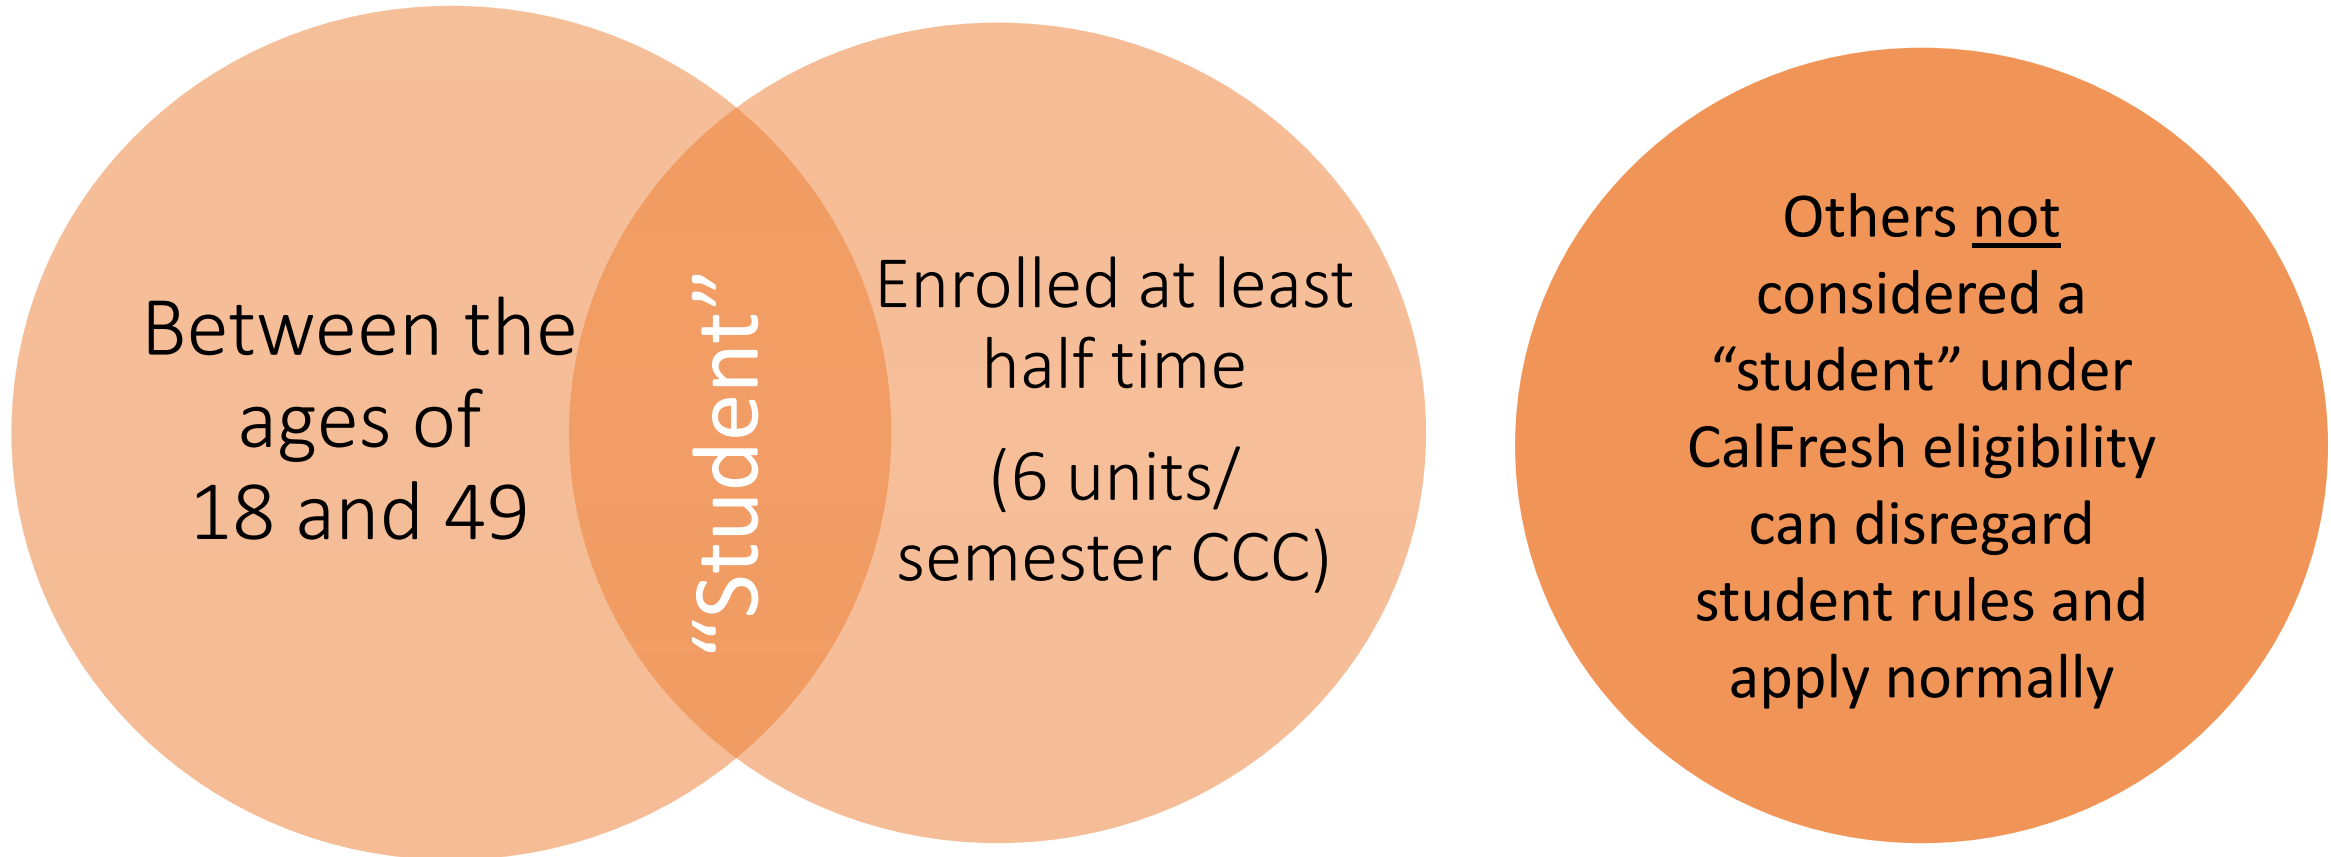 Between the
ages of
18 and 49
“Student”
Enrolled at least
half time
(6 units/
semester CCC)
Others not
considered a
“student” under
CalFresh eligibility
can disregard
student rules and
apply normally